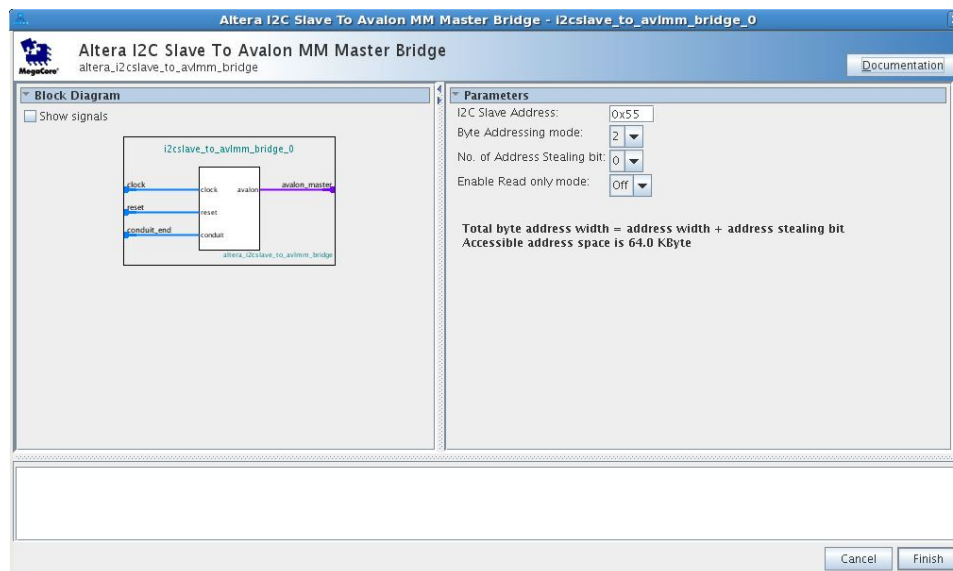 Altera I2C Slave To Avalon MM Master Bridge - i2cslave_to_avlmm_bridge_0
MegaCore'
Altera I2C Slave To Avalon MM Master Bridge
altera_i2cslave_to_avlmm_bridge
Documentation
Block Diagram
Show signals
i2cslave_to_avlmm_bridge_0
clock
clock
avalon
avalon_master
reset
reset
conduit_end
conduit
altera_i2cslave_to_avlmm_bridge
Parameters
I2C Slave Address: 0x55
Byte Addressing mode: 2
No. of Address Stealing bit: 0
Enable Read only mode: Off
Total byte address width = address width + address stealing bit
Accessible address space is 64.0 KByte
Cancel
Finish